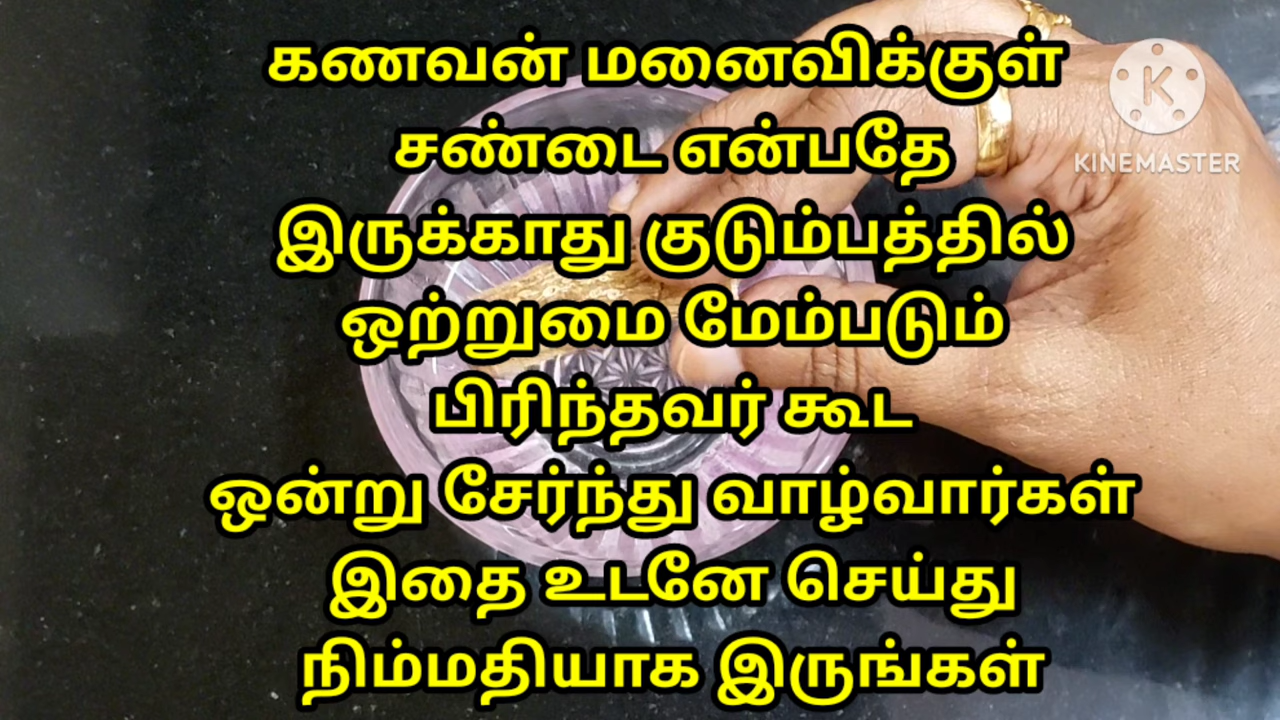 கணவன் மனைவிக்குள்
K
KINEMASTER
சண்டை என்பதே
இருக்காது குடும்பத்தில்
ஒற்றுமை மேம்படும்
பிரிந்தவர் கூட
ஒன்று சேர்ந்து வாழ்வார்கள்
இதை உடனே செய்து
நிம்மதியாக இருங்கள்